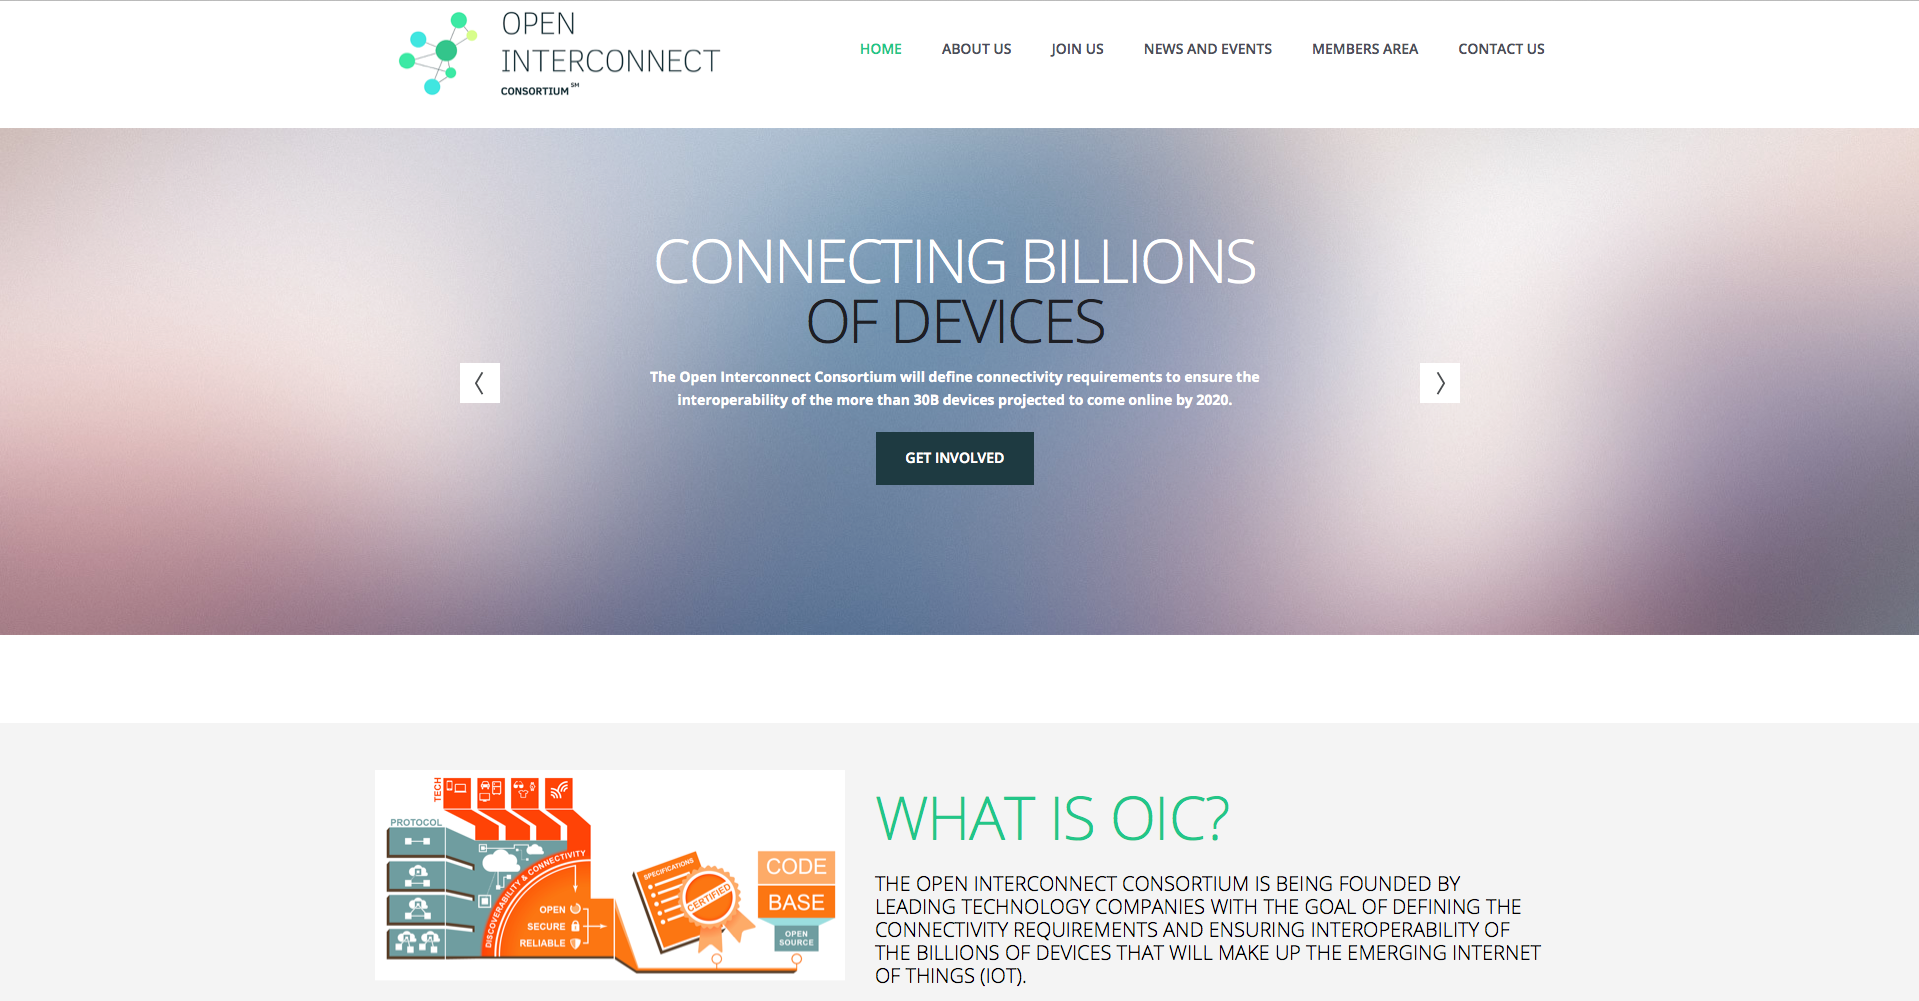 OPEN
INTERCONNECT
CONSORTIUM SM
HOME ABOUT US JOIN US NEWS AND EVENTS MEMBERS AREA CONTACT US
CONNECTING BILLIONS
OF DEVICES
The Open Interconnect Consortium will define connectivity requirements to ensure the
interoperability of the more than 30B devices projected to come online by 2020.
GET INVOLVED
TECH
PROTOCOL
DISCOVERABILITY & CONNECTIVITY
OPEN
SECURE
RELIABLE
SPECIFICATIONS
CERTIFIED
CODE
BASE
OPEN
SOURCE
WHAT IS OIC?
THE OPEN INTERCONNECT CONSORTIUM IS BEING FOUNDED BY
LEADING TECHNOLOGY COMPANIES WITH THE GOAL OF DEFINING THE
CONNECTIVITY REQUIREMENTS AND ENSURING INTEROPERABILITY OF
THE BILLIONS OF DEVICES THAT WILL MAKE UP THE EMERGING INTERNET
OF THINGS (IOT).